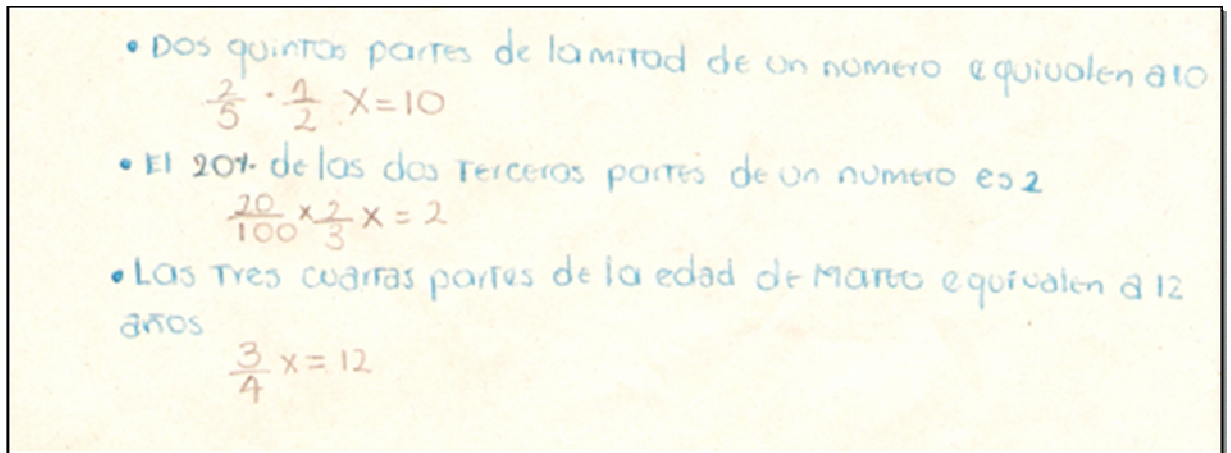 • Dos quintas partes de la mitad de un numero equivalen a 10
2/5 · 1/2 X = 10
• El 20% de las dos Terceras partes de un numero es 2
20/100 x 2/3 x = 2
• Las Tres cuartas partes de la edad de Marco equivalen a 12
años
3/4 x = 12